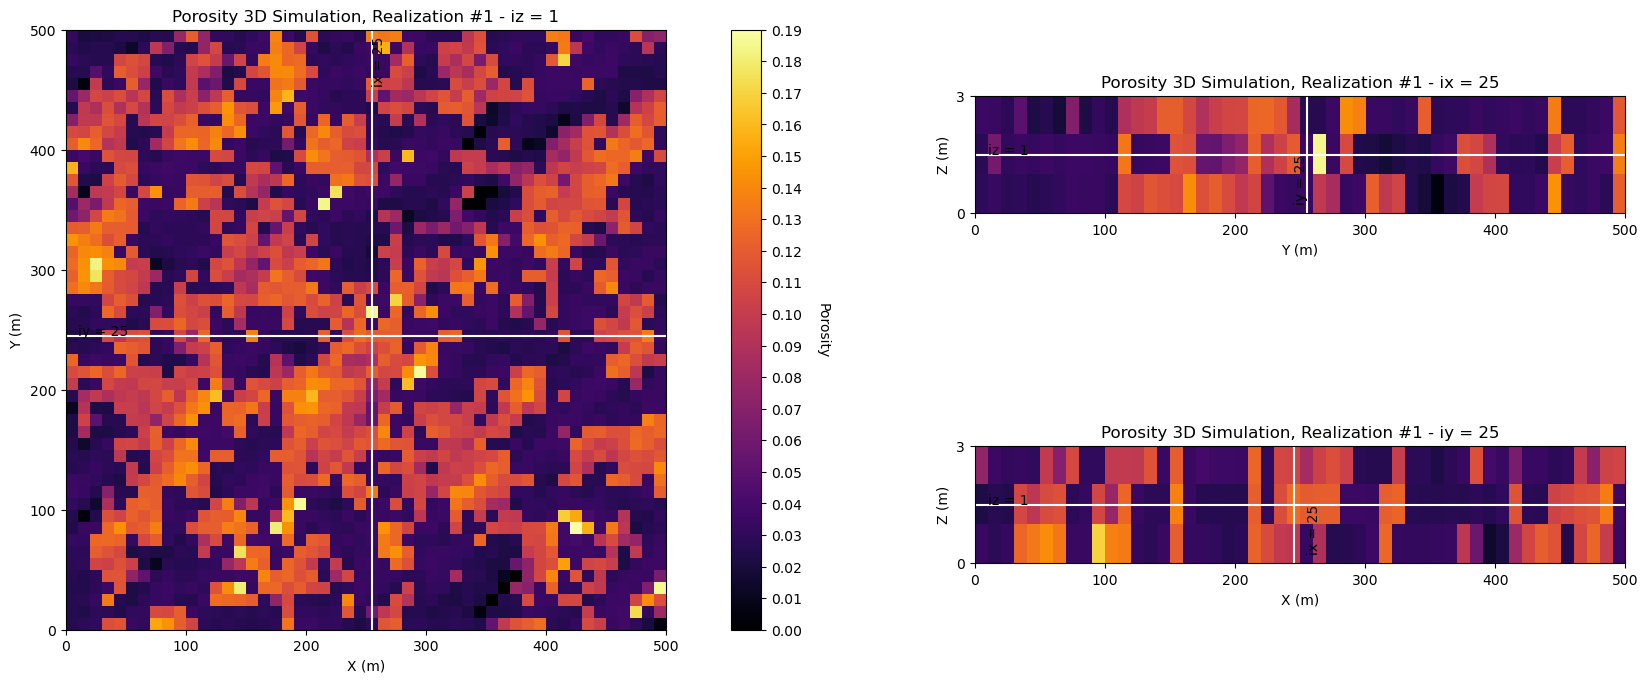 Porosity 3D Simulation, Realization #1 - iz = 1
500
400
300
200
100
0
Y (m)
0 100 200 300 400 500
X (m)
ix = 25
iy = 25
0.19
0.18
0.17
0.16
0.15
0.14
0.13
0.12
0.11
0.10
0.09
0.08
0.07
0.06
0.05
0.04
0.03
0.02
0.01
0.00
Porosity
Porosity 3D Simulation, Realization #1 - ix = 25
3
0
Z (m)
iz = 1
iy = 25
0 100 200 300 400 500
Y (m)
Porosity 3D Simulation, Realization #1 - iy = 25
3
0
Z (m)
iz = 1
ix = 25
0 100 200 300 400 500
X (m)